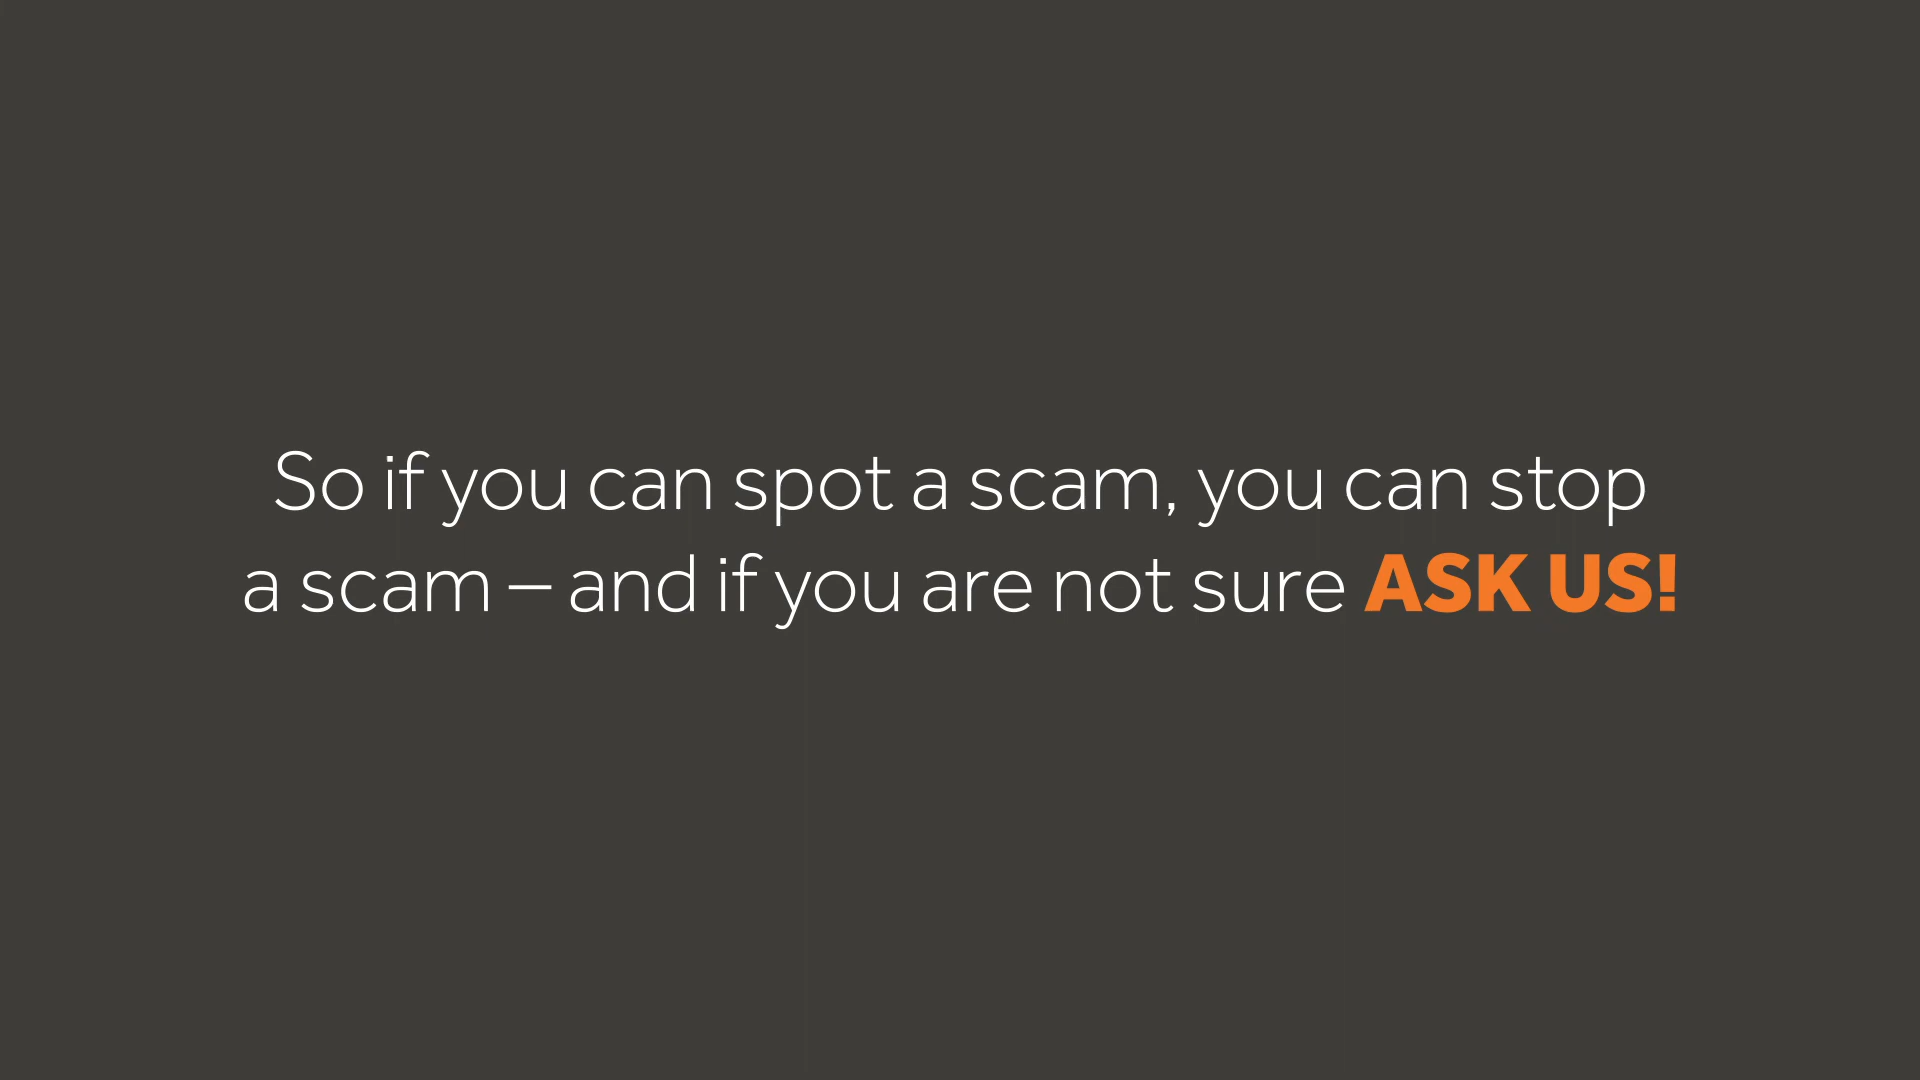 So if you can spot a scam, you can stop
a scam – and if you are not sure ASK US!